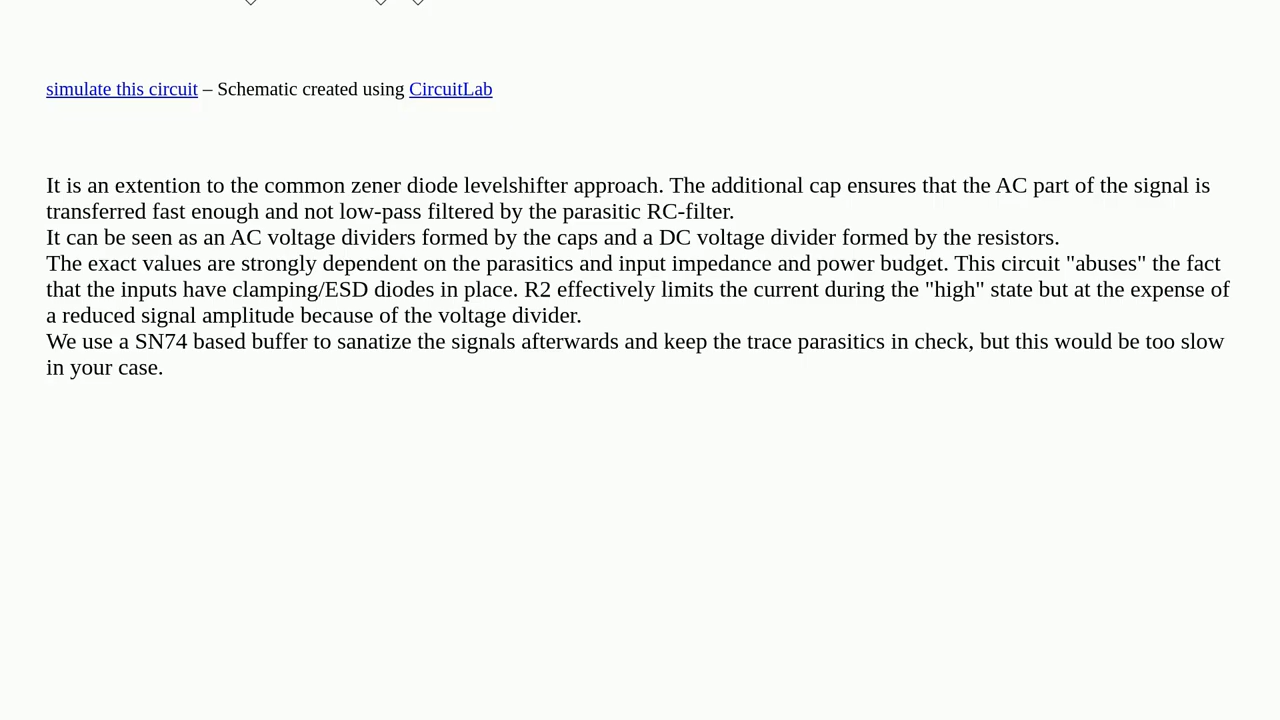 simulate this circuit – Schematic created using CircuitLab
It is an extention to the common zener diode levelshifter approach. The additional cap ensures that the AC part of the signal is
transferred fast enough and not low-pass filtered by the parasitic RC-filter.
It can be seen as an AC voltage dividers formed by the caps and a DC voltage divider formed by the resistors.
The exact values are strongly dependent on the parasitics and input impedance and power budget. This circuit "abuses" the fact
that the inputs have clamping/ESD diodes in place. R2 effectively limits the current during the "high" state but at the expense of
a reduced signal amplitude because of the voltage divider.
We use a SN74 based buffer to sanatize the signals afterwards and keep the trace parasitics in check, but this would be too slow
in your case.